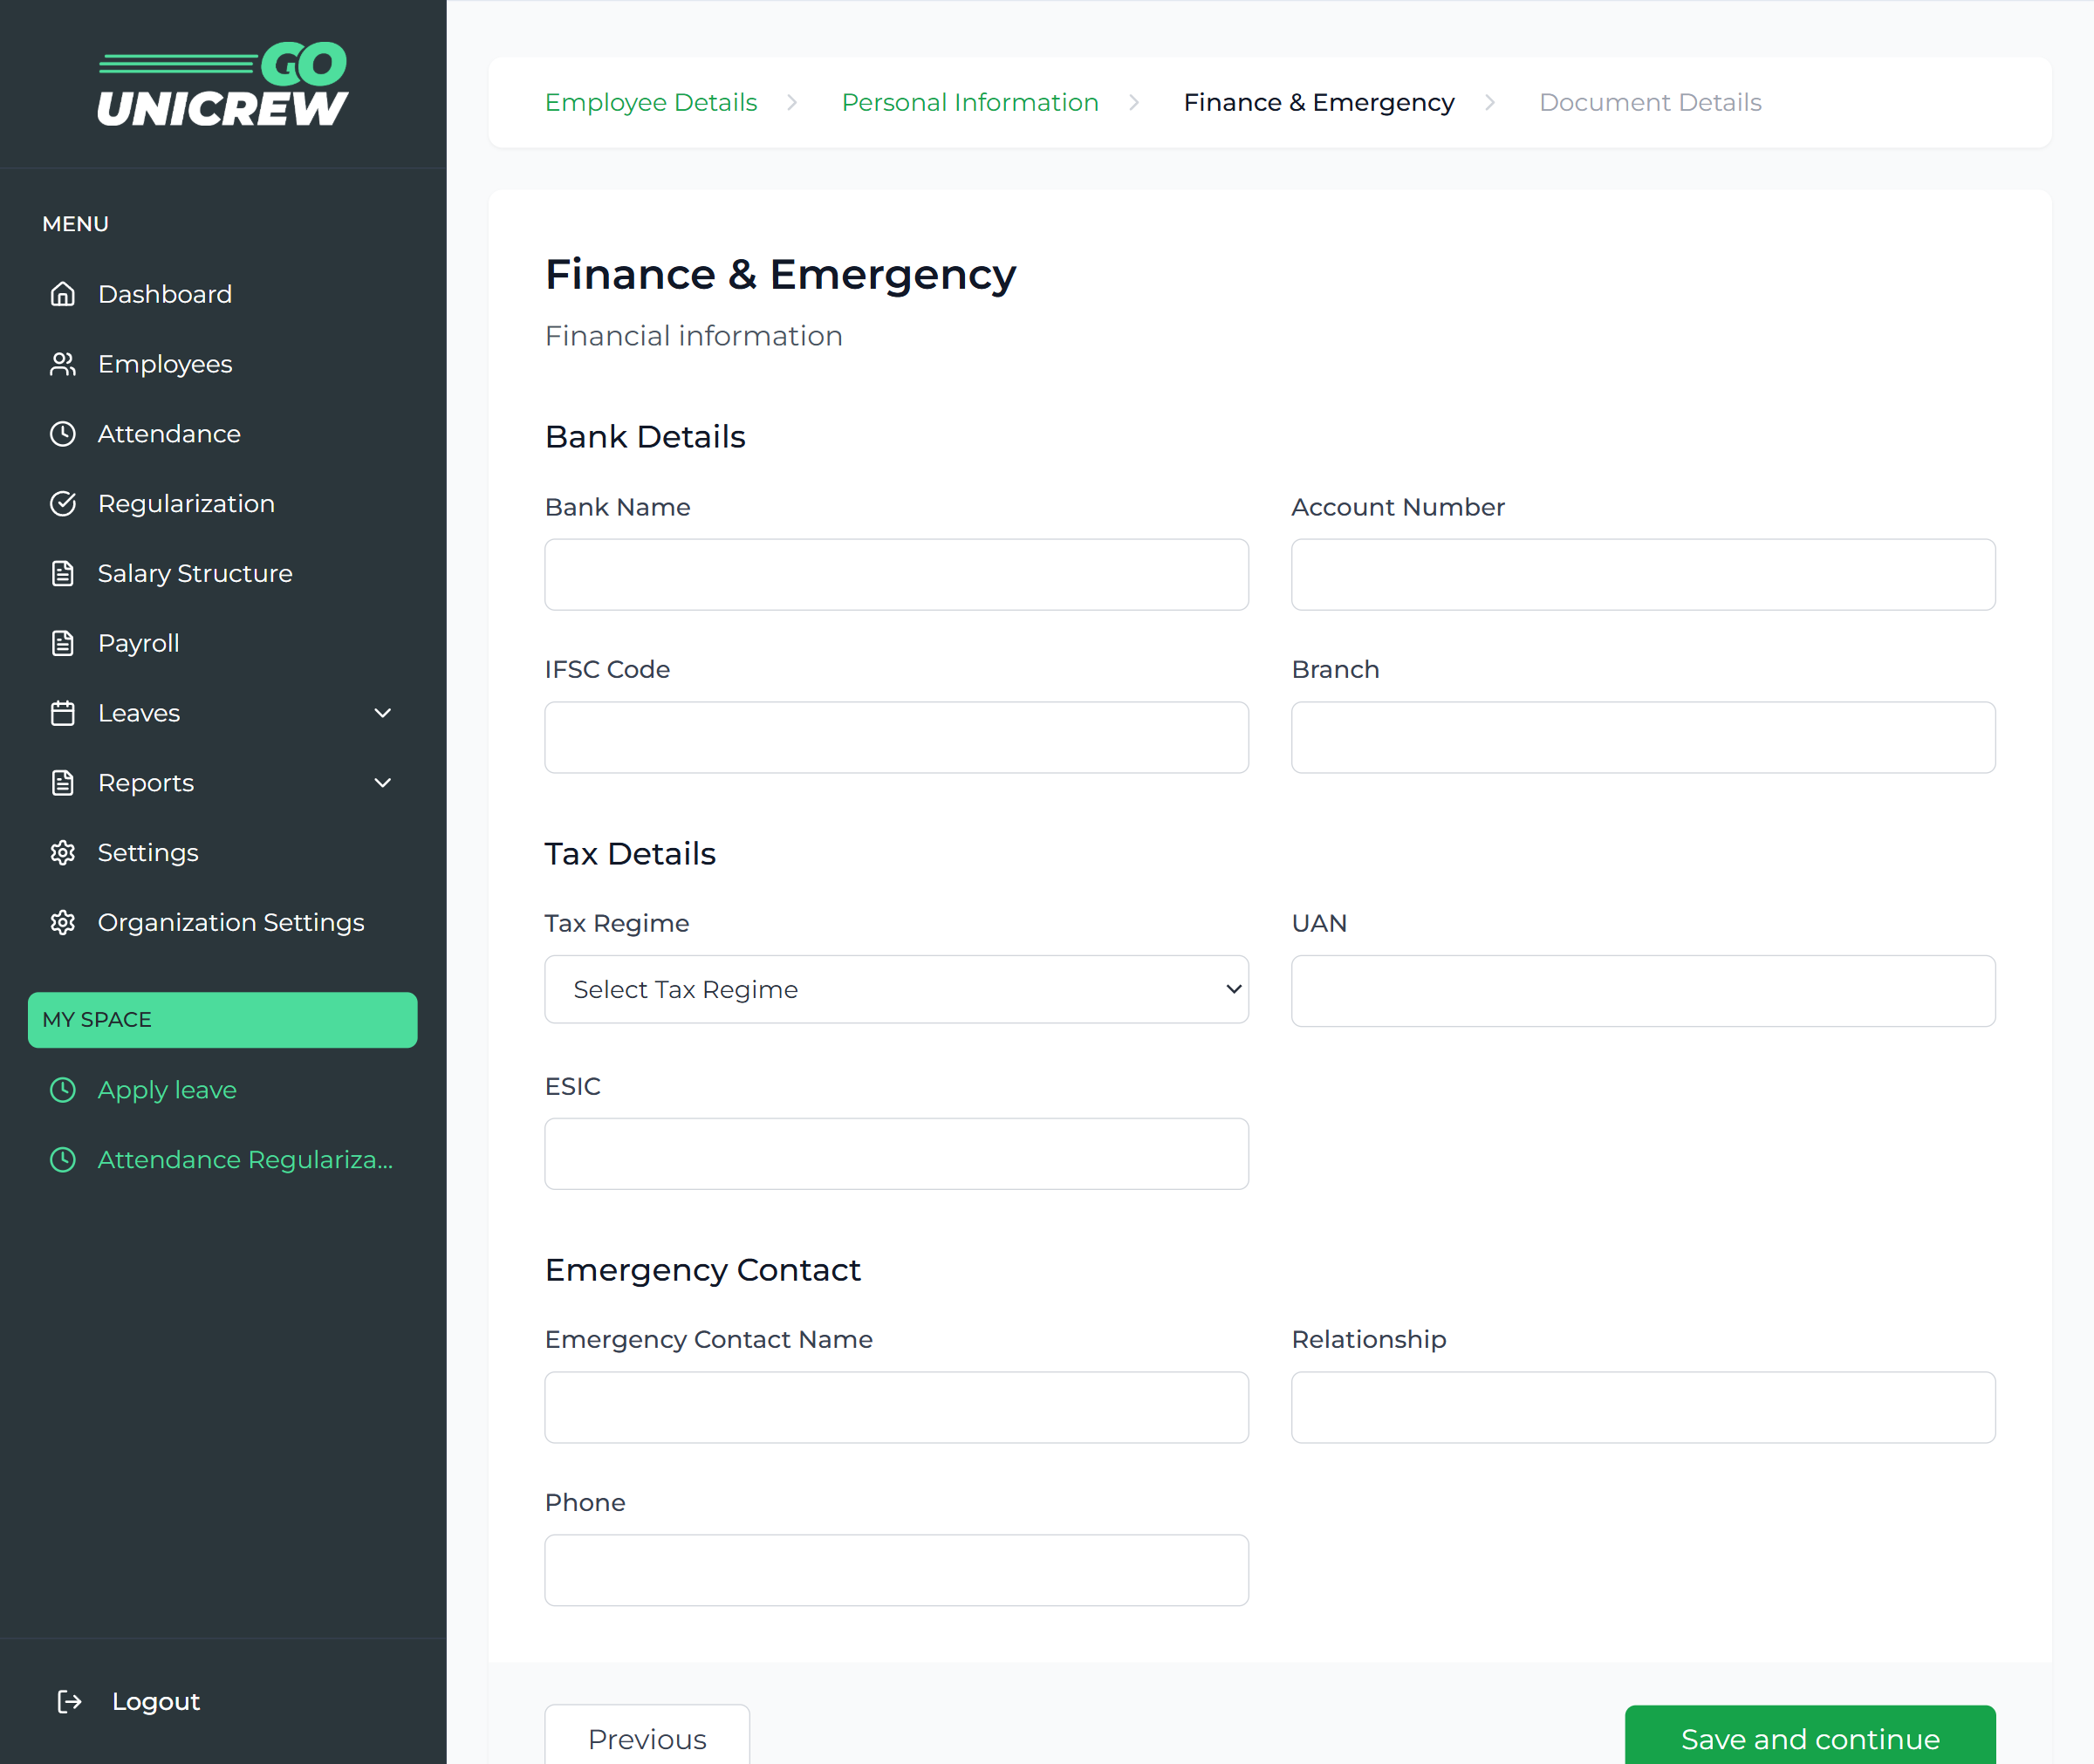 GO
UNICREW
MENU
Dashboard
Employees
Attendance
Regularization
Salary Structure
Payroll
Leaves
Reports
Settings
Organization Settings
MY SPACE
Apply leave
Attendance Regulariza...
Logout
Employee Details
Personal Information
Finance & Emergency
Document Details
Finance & Emergency
Financial information
Bank Details
Bank Name
Account Number
IFSC Code
Branch
Tax Details
Tax Regime
UAN
Select Tax Regime
ESIC
Emergency Contact
Emergency Contact Name
Relationship
Phone
Previous
Save and continue